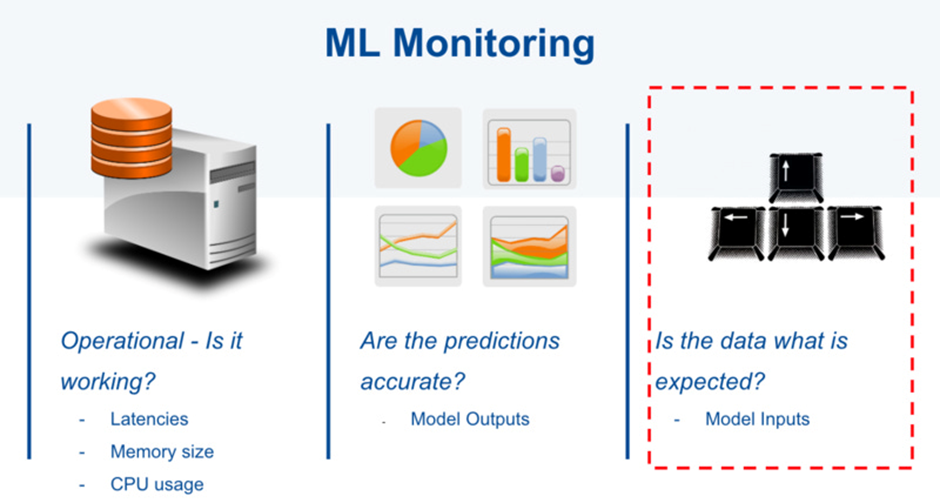 ML Monitoring
Operational - Is it
working?
- Latencies
- Memory size
- CPU usage
Are the predictions
accurate?
- Model Outputs
Is the data what is
expected?
- Model Inputs